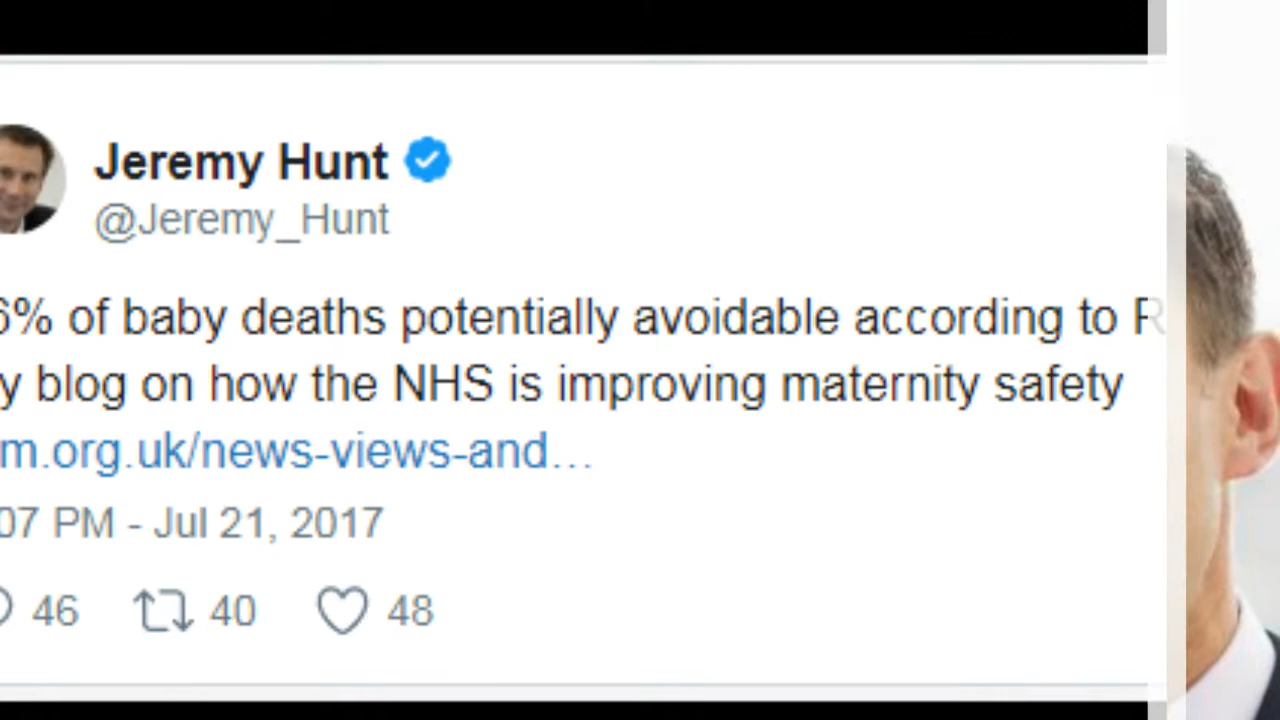 Jeremy Hunt
@Jeremy_Hunt
6% of baby deaths potentially avoidable according to R
y blog on how the NHS is improving maternity safety
m.org.uk/news-views-and…
07 PM - Jul 21, 2017
46 40 48